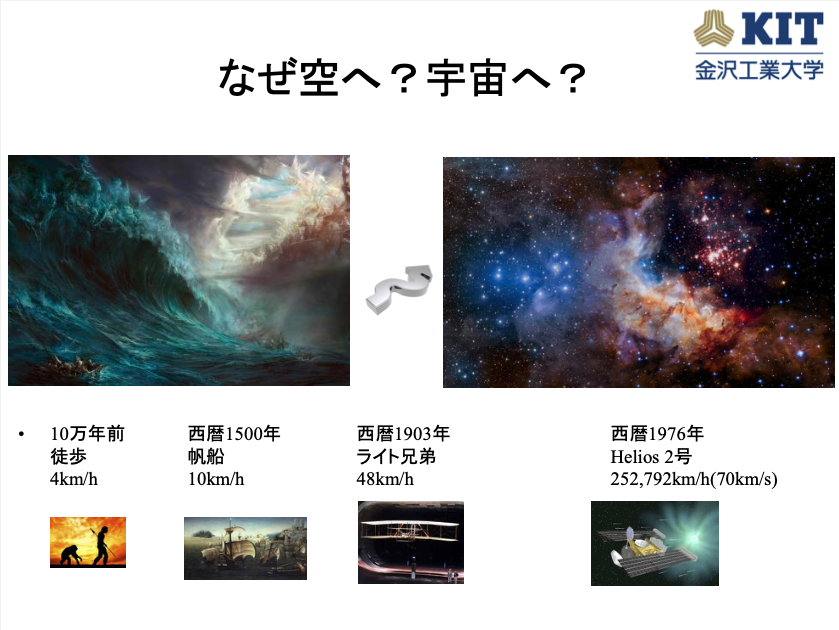 KIT
金沢工業大学
なぜ空へ？宇宙へ？
• 10万年前
徒歩
4km/h
西暦1500年
帆船
10km/h
西暦1903年
ライト兄弟
48km/h
西暦1976年
Helios 2号
252,792km/h(70km/s)